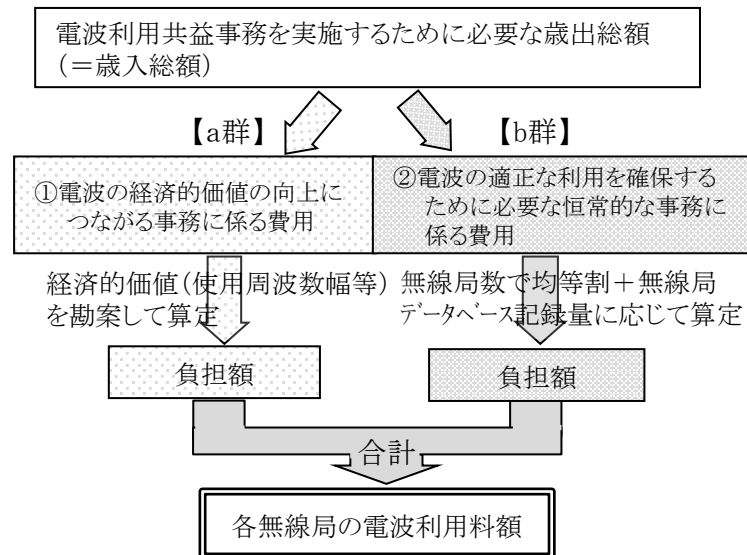 電波利用共益事務を実施するために必要な歳出総額
(＝歳入総額)
【a群】
【b群】
①電波の経済的価値の向上に
つながる事務に係る費用
②電波の適正な利用を確保する
ために必要な恒常的な事務に
係る費用
経済的価値(使用周波数幅等)
を勘案して算定
無線局数で均等割＋無線局
データベース記録量に応じて算定
負担額
負担額
合計
各無線局の電波利用料額